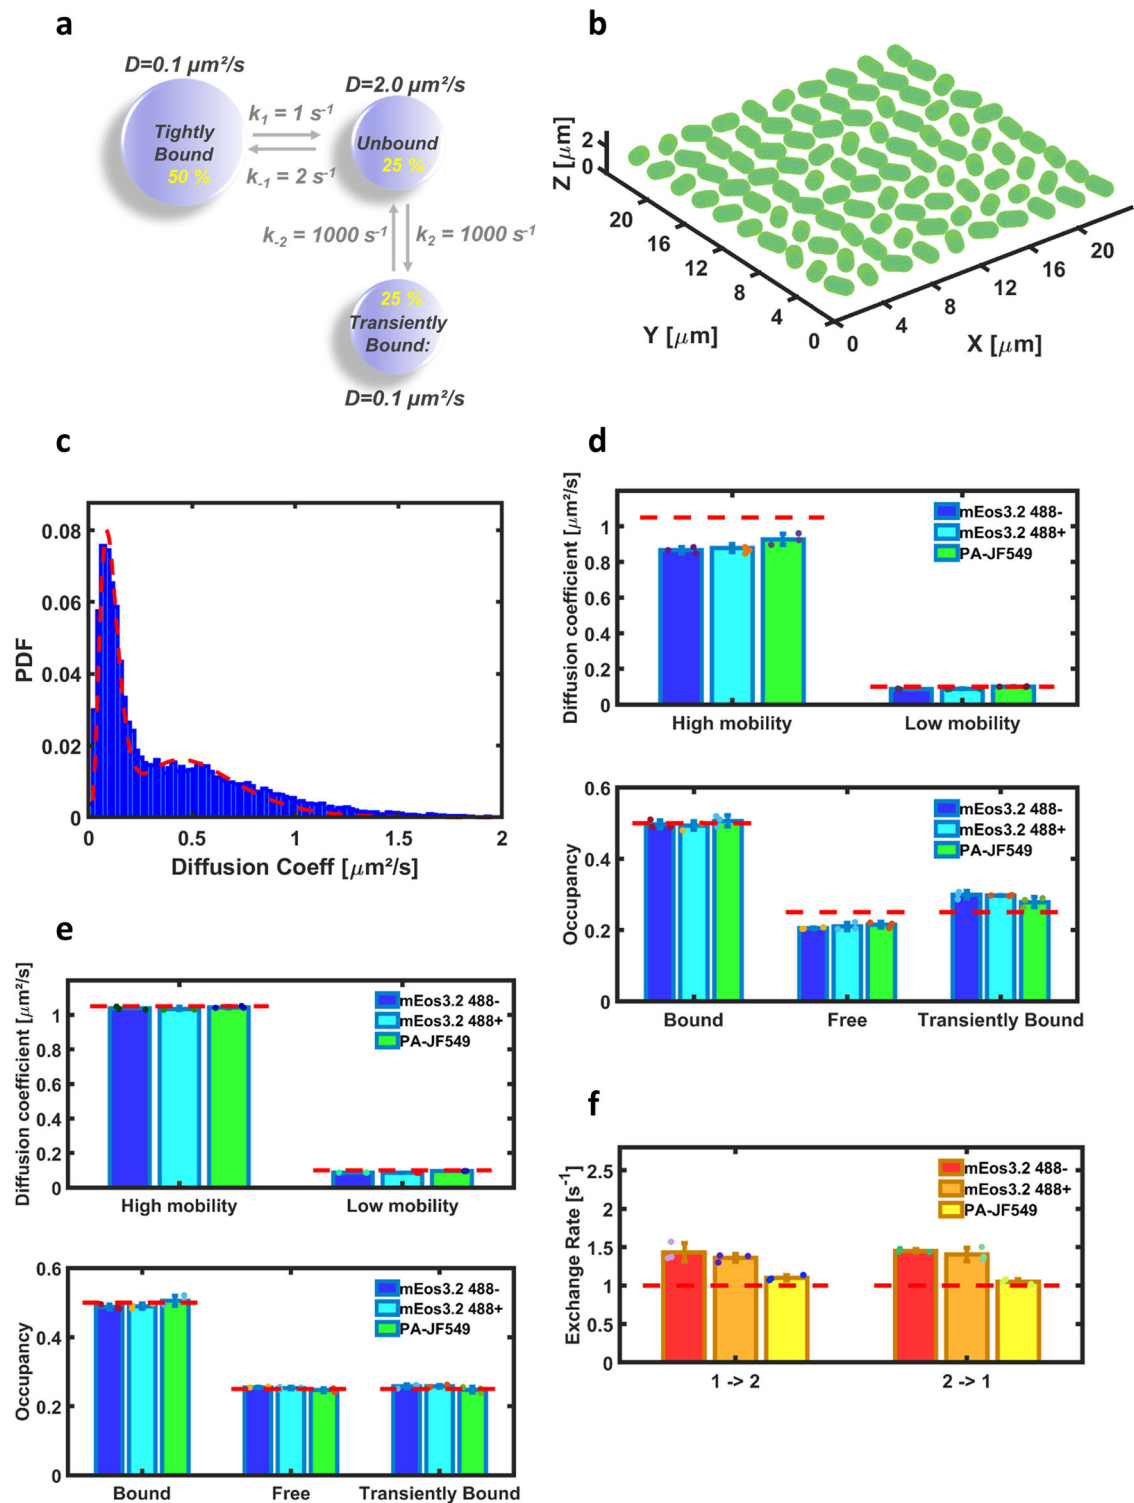 a
D=0.1 µm²/s
D=2.0 µm²/s
k1 = 1 s-1
Tightly
Bound
50 %
Unbound
25 %
k-1 = 2 s-1
k-2 = 1000 s-1
k2 = 1000 s-1
25 %
Transiently
Bound:
D=0.1 µm²/s
b
Z [µm]
2
0
20
16
12
8
4
0
Y [µm]
0
4
8
12
16
20
X [µm]
c
PDF
0.08
0.06
0.04
0.02
0
0
0.5
1
1.5
2
Diffusion Coeff [µm²/s]
d
Diffusion coefficient [µm²/s]
1
0.8
0.6
0.4
0.2
0
mEos3.2 488-
mEos3.2 488+
PA-JF549
High mobility
Low mobility
Occupancy
0.6
0.4
0.2
0
mEos3.2 488-
mEos3.2 488+
PA-JF549
Bound
Free
Transiently Bound
e
Diffusion coefficient [µm²/s]
1
0.8
0.6
0.4
0.2
0
mEos3.2 488-
mEos3.2 488+
PA-JF549
High mobility
Low mobility
Occupancy
0.6
0.4
0.2
0
mEos3.2 488-
mEos3.2 488+
PA-JF549
Bound
Free
Transiently Bound
f
Exchange Rate [s-1]
2.5
2
1.5
1
0.5
0
mEos3.2 488-
mEos3.2 488+
PA-JF549
1 -> 2
2 -> 1